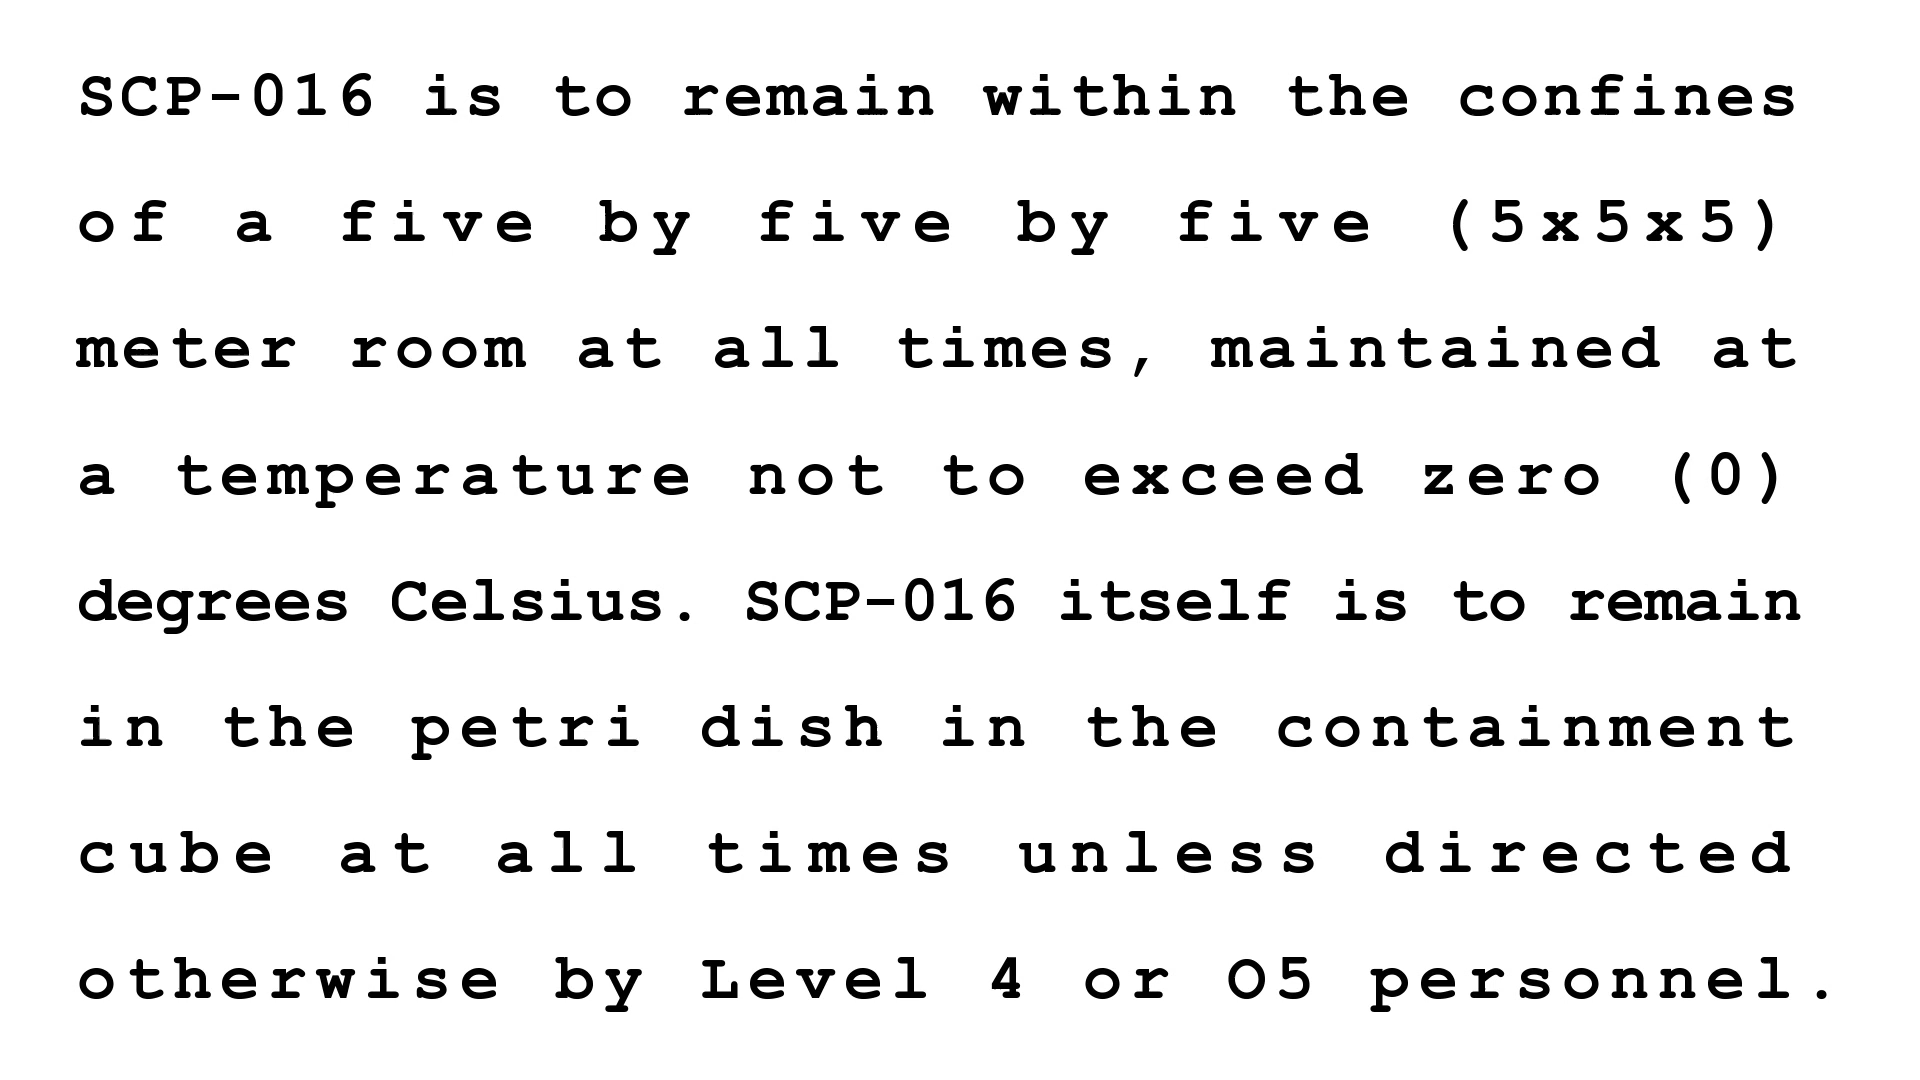 SCP-016 is to remain within the confines
of a five by five by five (5x5x5)
meter room at all times, maintained at
a temperature not to exceed zero (0)
degrees Celsius. SCP-016 itself is to remain
in the petri dish in the containment
cube at all times unless directed
otherwise by Level 4 or O5 personnel.